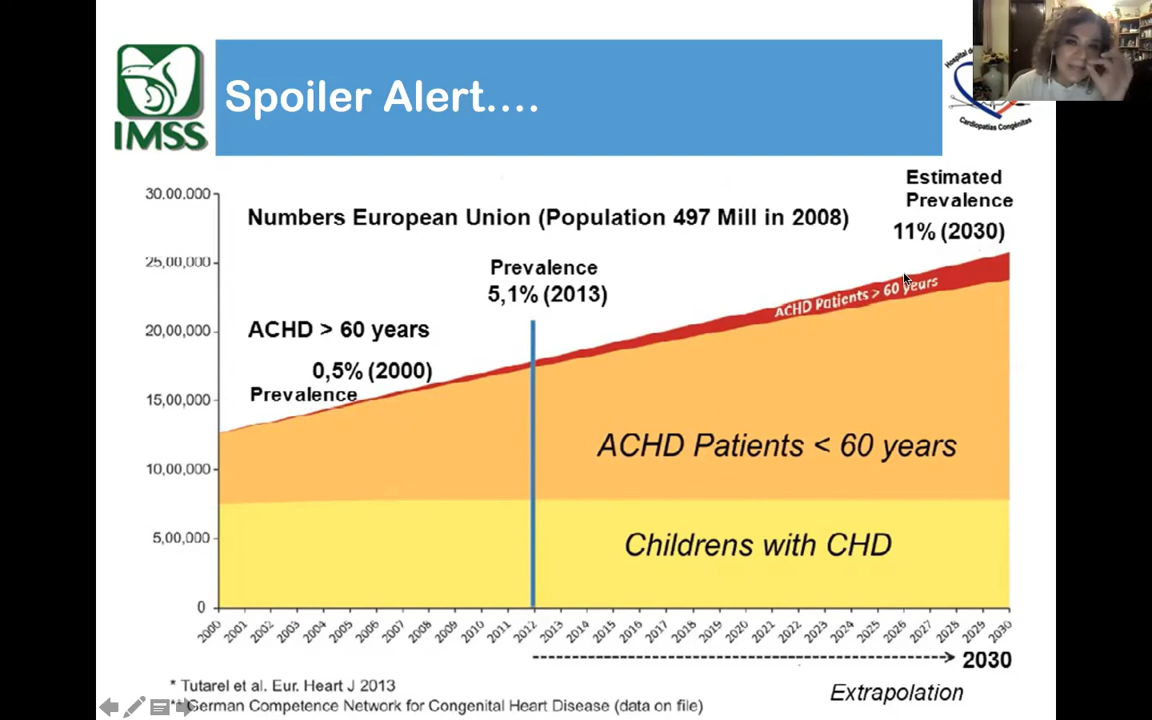 IMSS
Spoiler Alert....
Hospital de
Cardiopatías Congénitas
Estimated
Prevalence
11% (2030)
Numbers European Union (Population 497 Mill in 2008)
Prevalence
5,1% (2013)
ACHD > 60 years
0,5% (2000)
Prevalence
ACHD Patients > 60 years
ACHD Patients < 60 years
Childrens with CHD
30,00,000
25,00,000
20,00,000
15,00,000
10,00,000
5,00,000
0
2000 2001 2002 2003 2004 2005 2006 2007 2008 2009 2010 2011 2012 2013 2014 2015 2016 2017 2018 2019 2020 2021 2022 2023 2024 2025 2026 2027 2028 2029 2030
2030
Extrapolation
* Tutarel et al. Eur. Heart J 2013
** German Competence Network for Congenital Heart Disease (data on file)